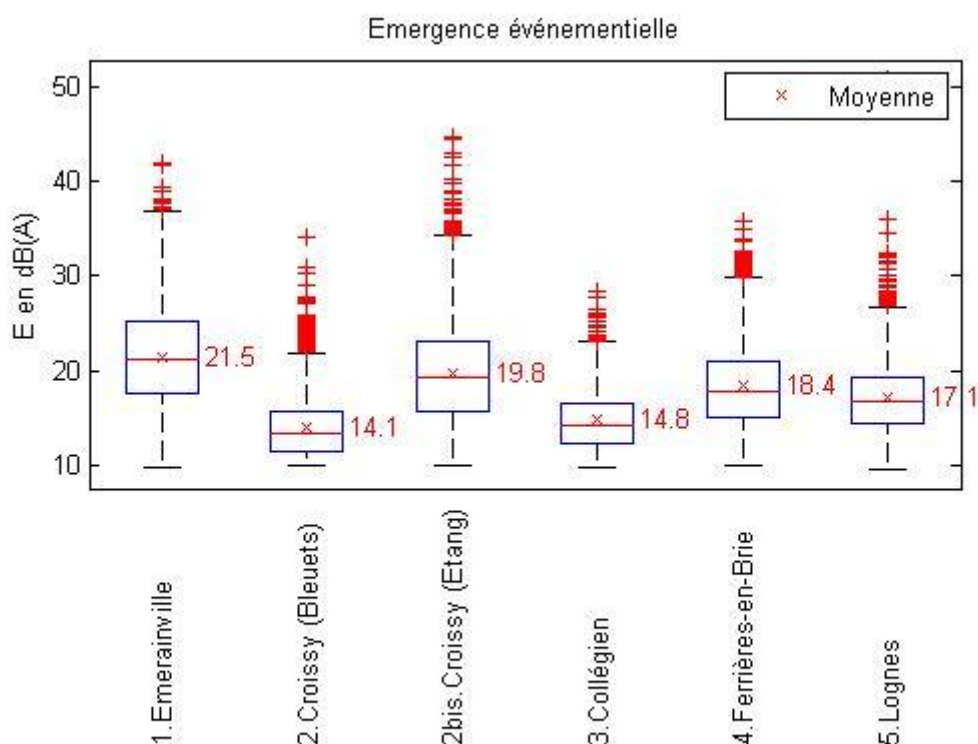 Emergence événementielle
50
40
30
20
10
E en dB(A)
Moyenne
21.5
14.1
19.8
14.8
18.4
17.1
1.Emerainville
2.Croissy (Bleuets)
2bis.Croissy (Etang)
3.Collégien
4.Ferrières-en-Brie
5.Lognes